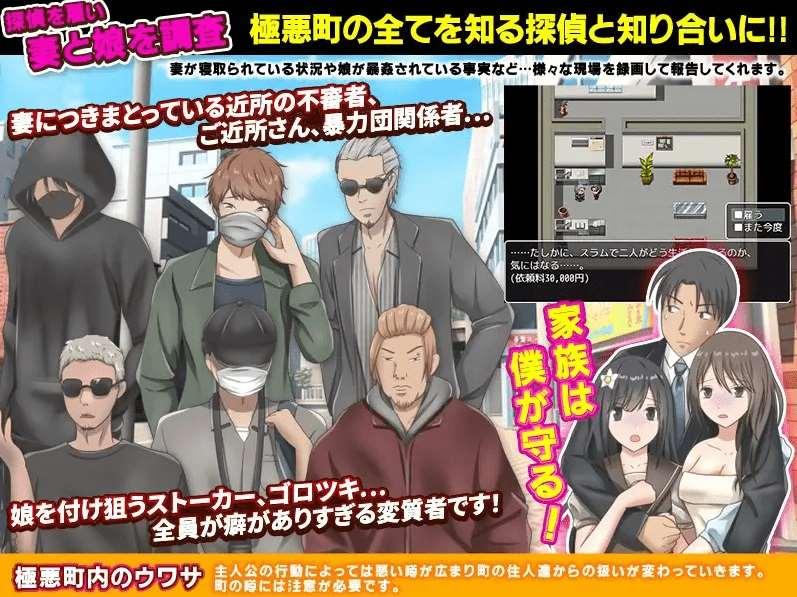 探偵を雇い
妻と娘を調査
極悪町の全てを知る探偵と知り合いに!!
妻が寝取られている状況や娘が暴姦されている事実など…様々な現場を録画して報告してくれます。
妻につきまとっている近所の不審者、
ご近所さん、暴力団関係者…
■雇う
■また今度
……たしかに、スラムで二人がどう生活
るのか、
気にはなる……。
(依頼料30,000円)
家族は
僕が守る！
娘を付け狙うストーカー、ゴロツキ…
全員が癖がありすぎる変質者です！
極悪町内のウワサ
主人公の行動によっては悪い噂が広まり町の住人達からの扱いが変わっていきます。
町の噂には注意が必要です。